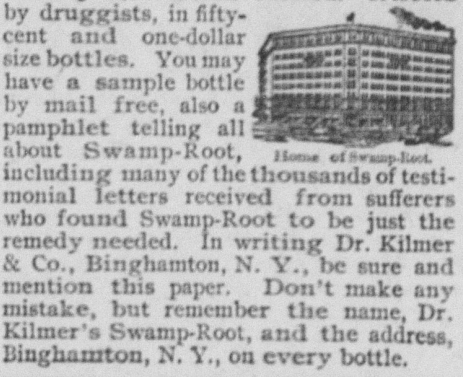 by druggists, in fifty-
cent and one-dollar
size bottles. You may
have a sample bottle
by mail free, also a
pamphlet telling all
about Swamp-Root,
Home of Swamp-Root.
including many of the thousands of testi-
monial letters received from sufferers
who found Swamp-Root to be just the
remedy needed. In writing Dr. Kilmer
& Co., Binghamton, N. Y., be sure and
mention this paper. Don't make any
mistake, but remember the name, Dr.
Kilmer's Swamp-Root, and the address,
Binghamton, N. Y., on every bottle.